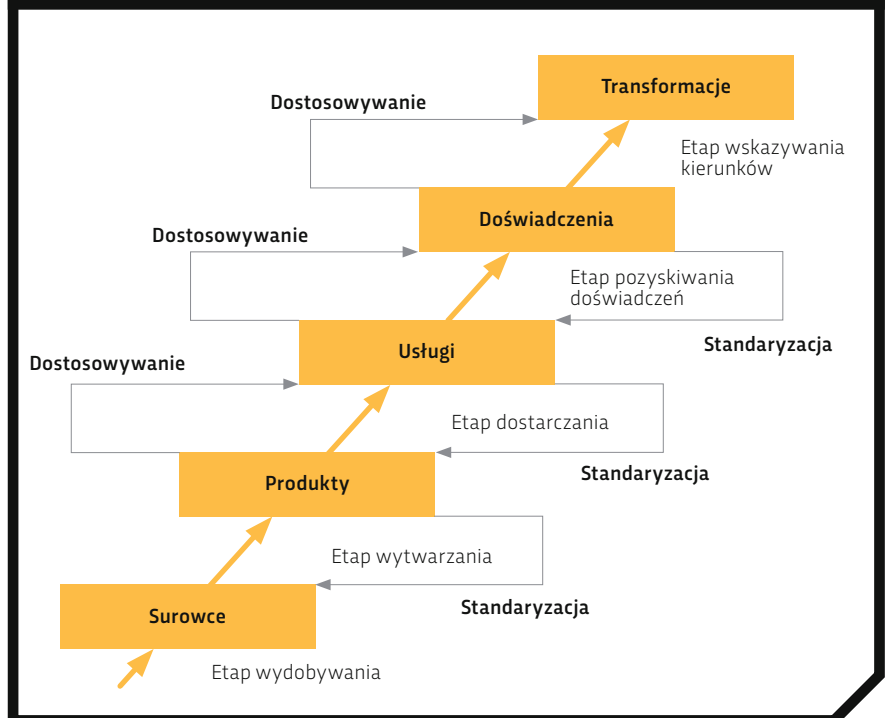 Transformacje
Dostosowywanie
Etap wskazywania
kierunków
Doświadczenia
Dostosowywanie
Etap pozyskiwania
doświadczeń
Standaryzacja
Usługi
Dostosowywanie
Etap dostarczania
Standaryzacja
Produkty
Etap wytwarzania
Standaryzacja
Surowce
Etap wydobywania